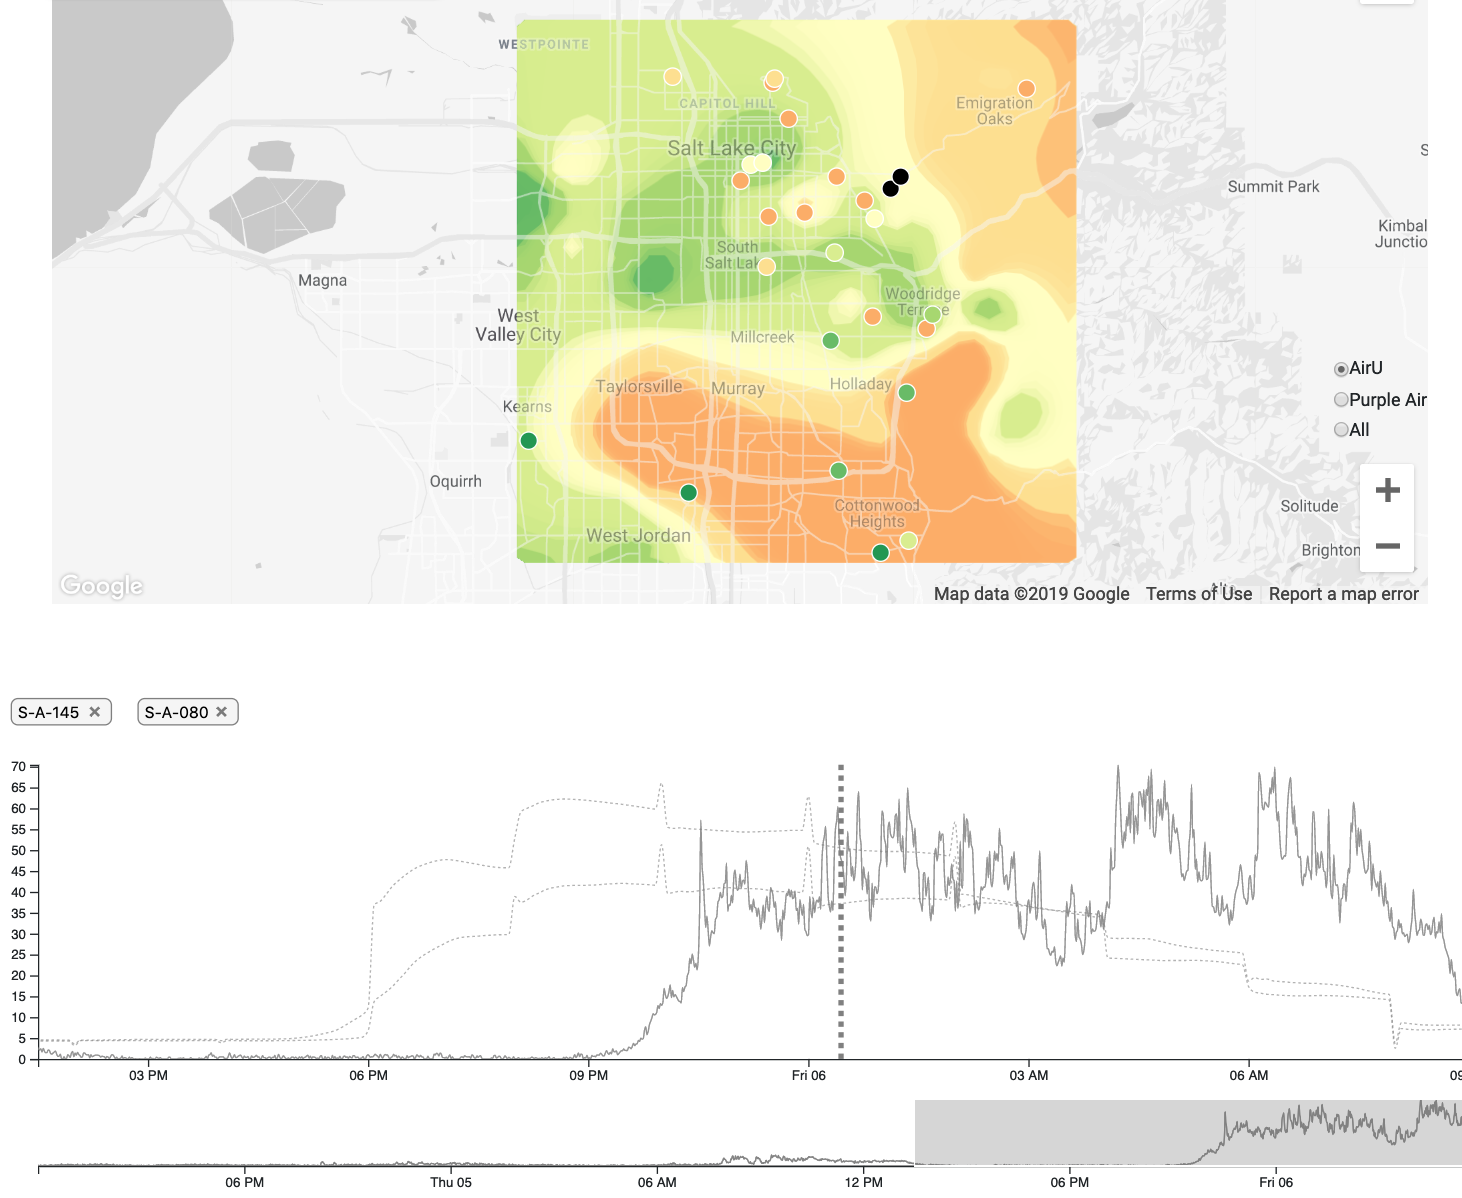 WESTPOINTE
CAPITOL HILL
Emigration
Oaks
Salt Lake City
S
Summit Park
Kimbal
Junctio
South
Salt Lak
Magna
Woodridge
Terrace
West
Valley City
Millcreek
AirU
Taylorsville
Murray
Holladay
Purple Air
Kearns
All
Oquirrh
Cottonwood
Heights
Solitude
West Jordan
Brighton
Google
Map data ©2019 Google
Terms of Use
Report a map error
S-A-145 ×
S-A-080 ×
70
65
60
55
50
45
40
35
30
25
20
15
10
5
0
03 PM
06 PM
09 PM
Fri 06
03 AM
06 AM
09
06 PM
Thu 05
06 AM
12 PM
06 PM
Fri 06